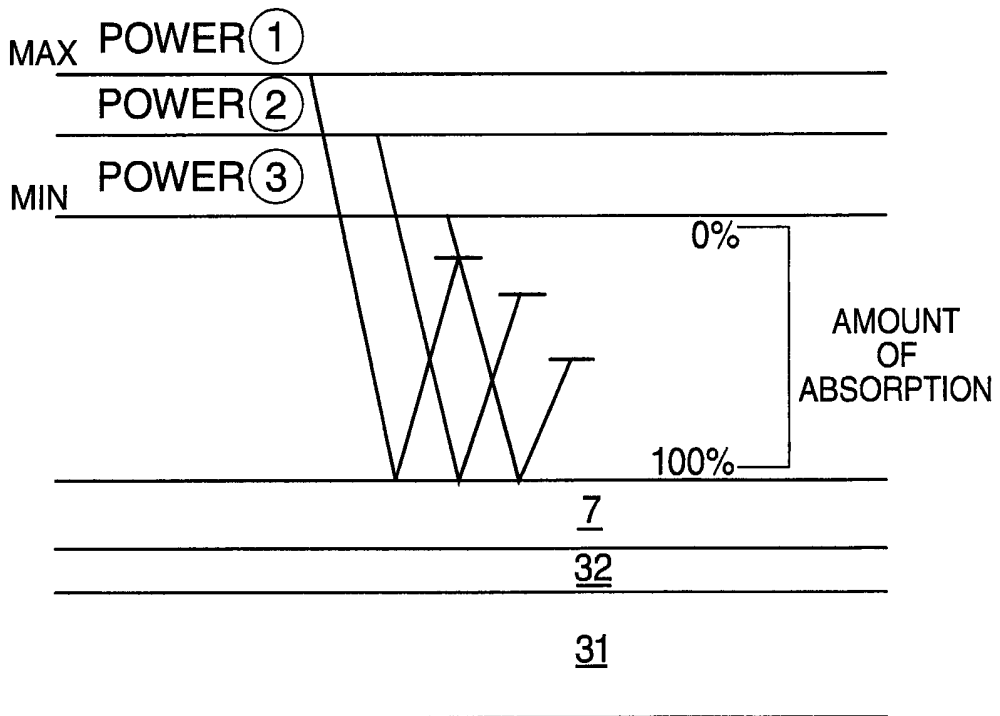 MAX POWER①
POWER②
MIN POWER③
0%
AMOUNT
OF
ABSORPTION
100%
7
32
31